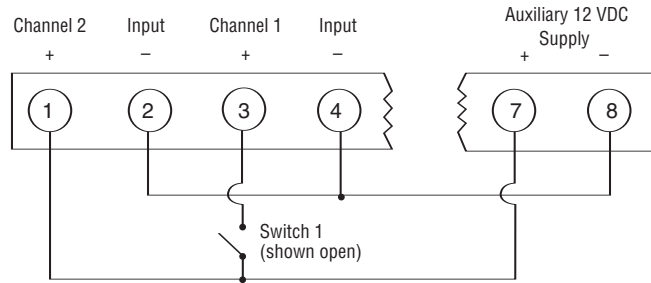 Channel 2 Input Channel 1 Input Auxiliary 12 VDC
Supply
+ – + – + –
1 2 3 4 7 8
Switch 1
(shown open)